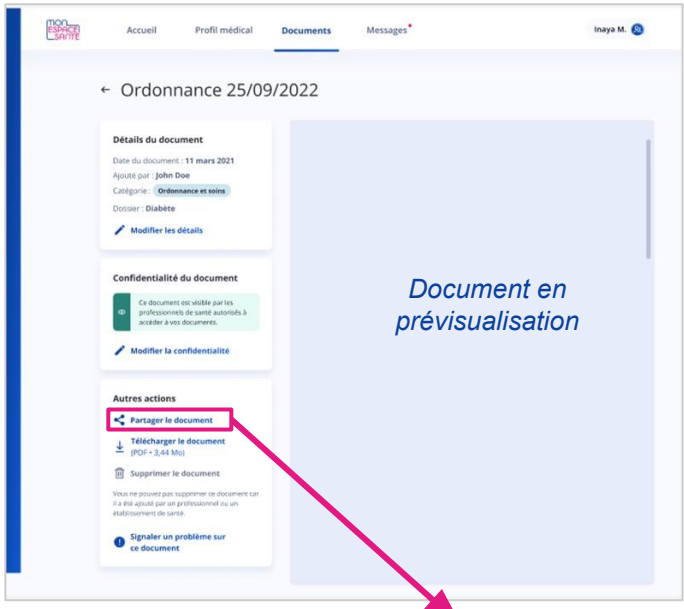 mon
ESPACE
SANTÉ
Accueil
Profil médical
Documents
Messages
Inaya M.
← Ordonnance 25/09/2022
Détails du document
Date du document : 11 mars 2021
Ajouté par : John Doe
Catégorie : Ordonnance et soins
Dossier : Diabète
Modifier les détails
Confidentialité du document
Ce document est visible par les
professionnels de santé autorisés à
accéder à vos documents.
Modifier la confidentialité
Autres actions
Partager le document
Télécharger le document
(PDF • 3,44 Mo)
Supprimer le document
Vous ne pouvez pas supprimer ce document car
il a été ajouté par un professionnel ou un
établissement de santé.
Signaler un problème sur
ce document
Document en
prévisualisation